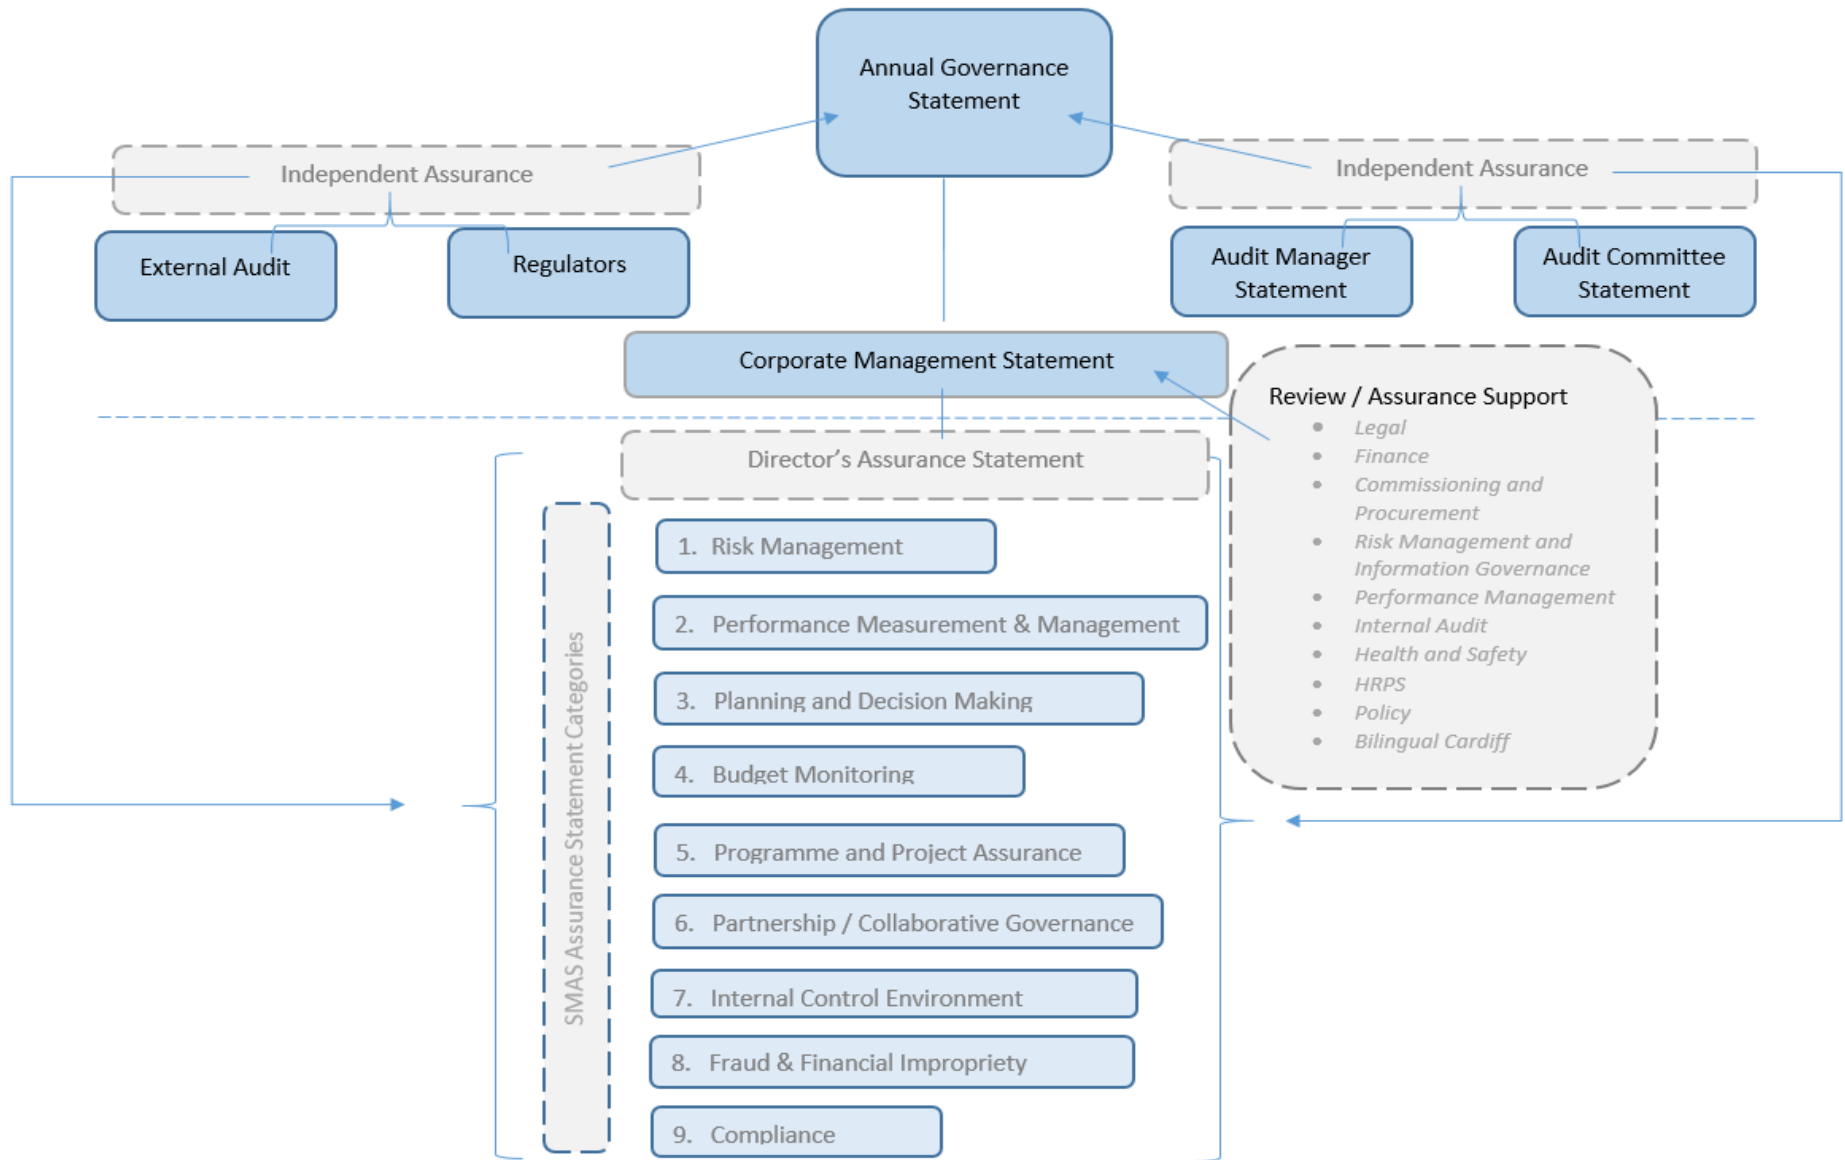 Annual Governance
Statement
Independent Assurance
Independent Assurance
External Audit
Regulators
Audit Manager
Statement
Audit Committee
Statement
Corporate Management Statement
Review / Assurance Support
• Legal
• Finance
• Commissioning and
Procurement
• Risk Management and
Information Governance
• Performance Management
• Internal Audit
• Health and Safety
• HRPS
• Policy
• Bilingual Cardiff
Director’s Assurance Statement
SMAS Assurance Statement Categories
1. Risk Management
2. Performance Measurement & Management
3. Planning and Decision Making
4. Budget Monitoring
5. Programme and Project Assurance
6. Partnership / Collaborative Governance
7. Internal Control Environment
8. Fraud & Financial Impropriety
9. Compliance